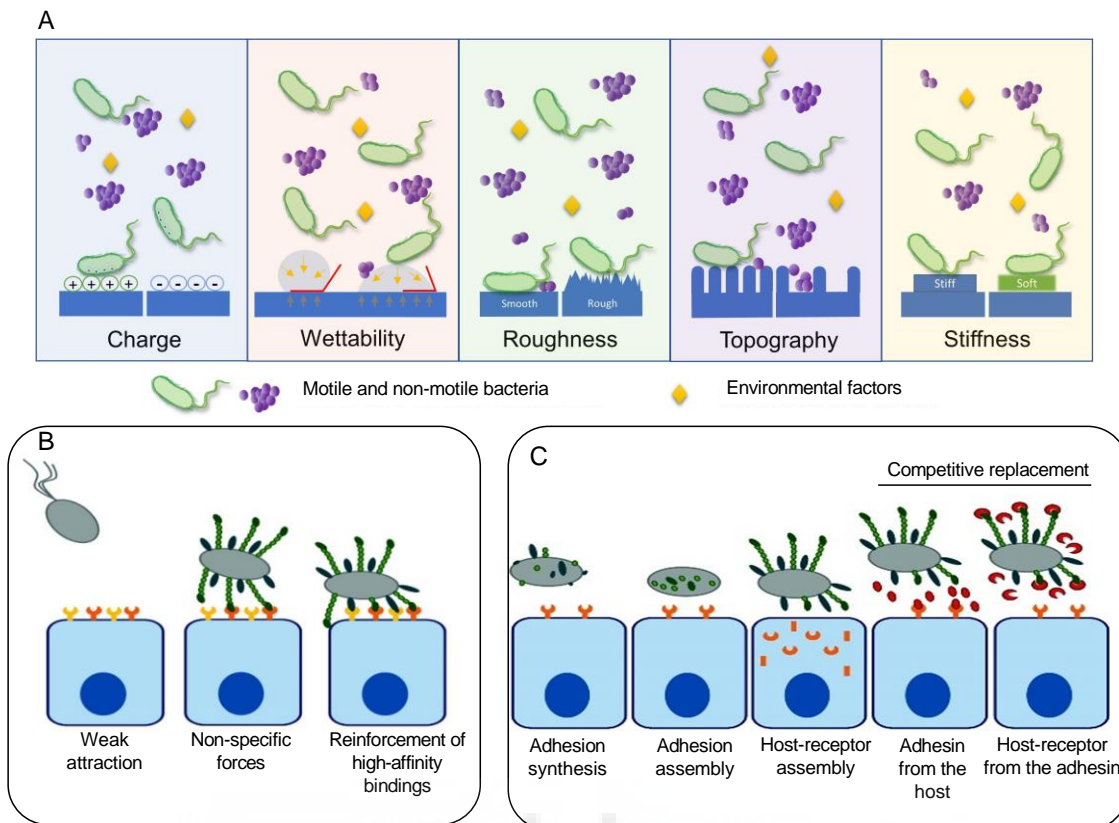 A
+ + + +
- - - -
Smooth
Rough
Stiff
Soft
Charge
Wettability
Roughness
Topography
Stiffness
Motile and non-motile bacteria
Environmental factors
B
Weak
attraction
Non-specific
forces
Reinforcement of
high-affinity
bindings
C
Competitive replacement
Adhesion
synthesis
Adhesion
assembly
Host-receptor
assembly
Adhesin
from the
host
Host-receptor
from the adhesin